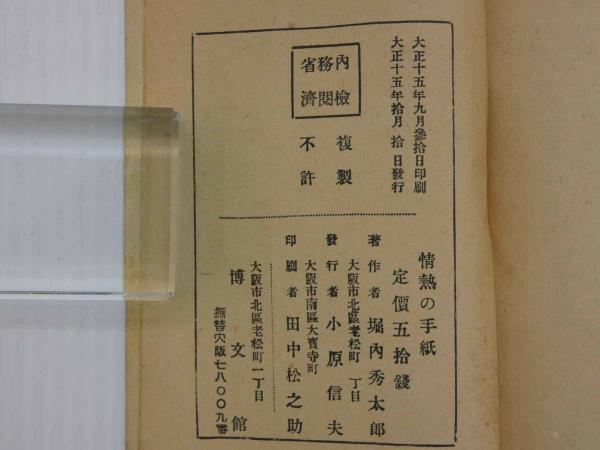 大正十五年九月參拾日印刷
大正十五年拾月拾日發行
內務省
檢閱濟
複製
不許
情熱の手紙
定價五拾錢
著作者 堀內秀太郎
大阪市北區老松町 丁目
發行者 小原信夫
大阪市南區大寶寺町
印刷者 田中松之助
大阪市北區老松町一丁目
博文館
振替大阪七八〇〇九番